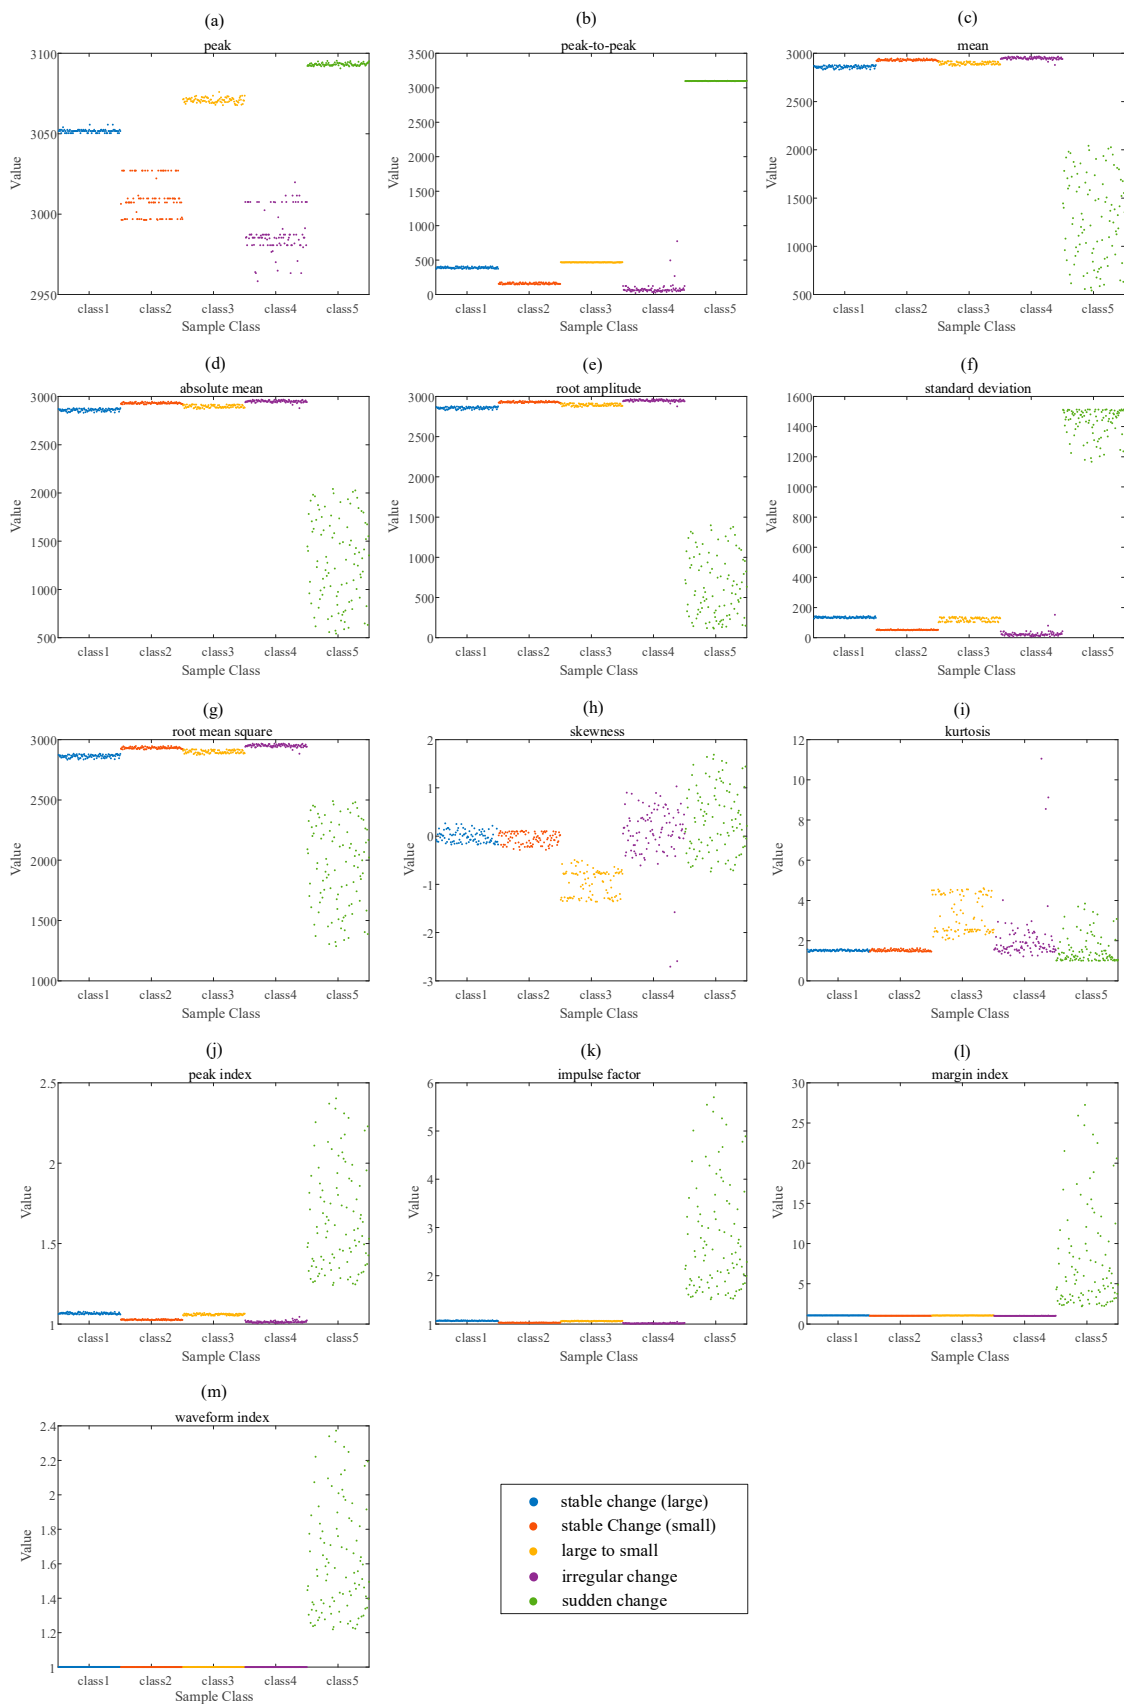 (a)
peak
3100
3050
3000
2950
Value
class1 class2 class3 class4 class5
Sample Class
(b)
peak-to-peak
3500
3000
2500
2000
1500
1000
500
0
Value
class1 class2 class3 class4 class5
Sample Class
(c)
mean
3000
2500
2000
1500
1000
500
Value
class1 class2 class3 class4 class5
Sample Class
(d)
absolute mean
3000
2500
2000
1500
1000
500
Value
class1 class2 class3 class4 class5
Sample Class
(e)
root amplitude
3000
2500
2000
1500
1000
500
0
Value
class1 class2 class3 class4 class5
Sample Class
(f)
standard deviation
1600
1400
1200
1000
800
600
400
200
0
Value
class1 class2 class3 class4 class5
Sample Class
(g)
root mean square
3000
2500
2000
1500
1000
Value
class1 class2 class3 class4 class5
Sample Class
(h)
skewness
2
1
0
-1
-2
-3
Value
class1 class2 class3 class4 class5
Sample Class
(i)
kurtosis
12
10
8
6
4
2
0
Value
class1 class2 class3 class4 class5
Sample Class
(j)
peak index
2.5
2
1.5
1
Value
class1 class2 class3 class4 class5
Sample Class
(k)
impulse factor
6
5
4
3
2
1
Value
class1 class2 class3 class4 class5
Sample Class
(l)
margin index
30
25
20
15
10
5
0
Value
class1 class2 class3 class4 class5
Sample Class
(m)
waveform index
2.4
2.2
2
1.8
1.6
1.4
1.2
1
Value
class1 class2 class3 class4 class5
Sample Class
stable change (large)
stable Change (small)
large to small
irregular change
sudden change